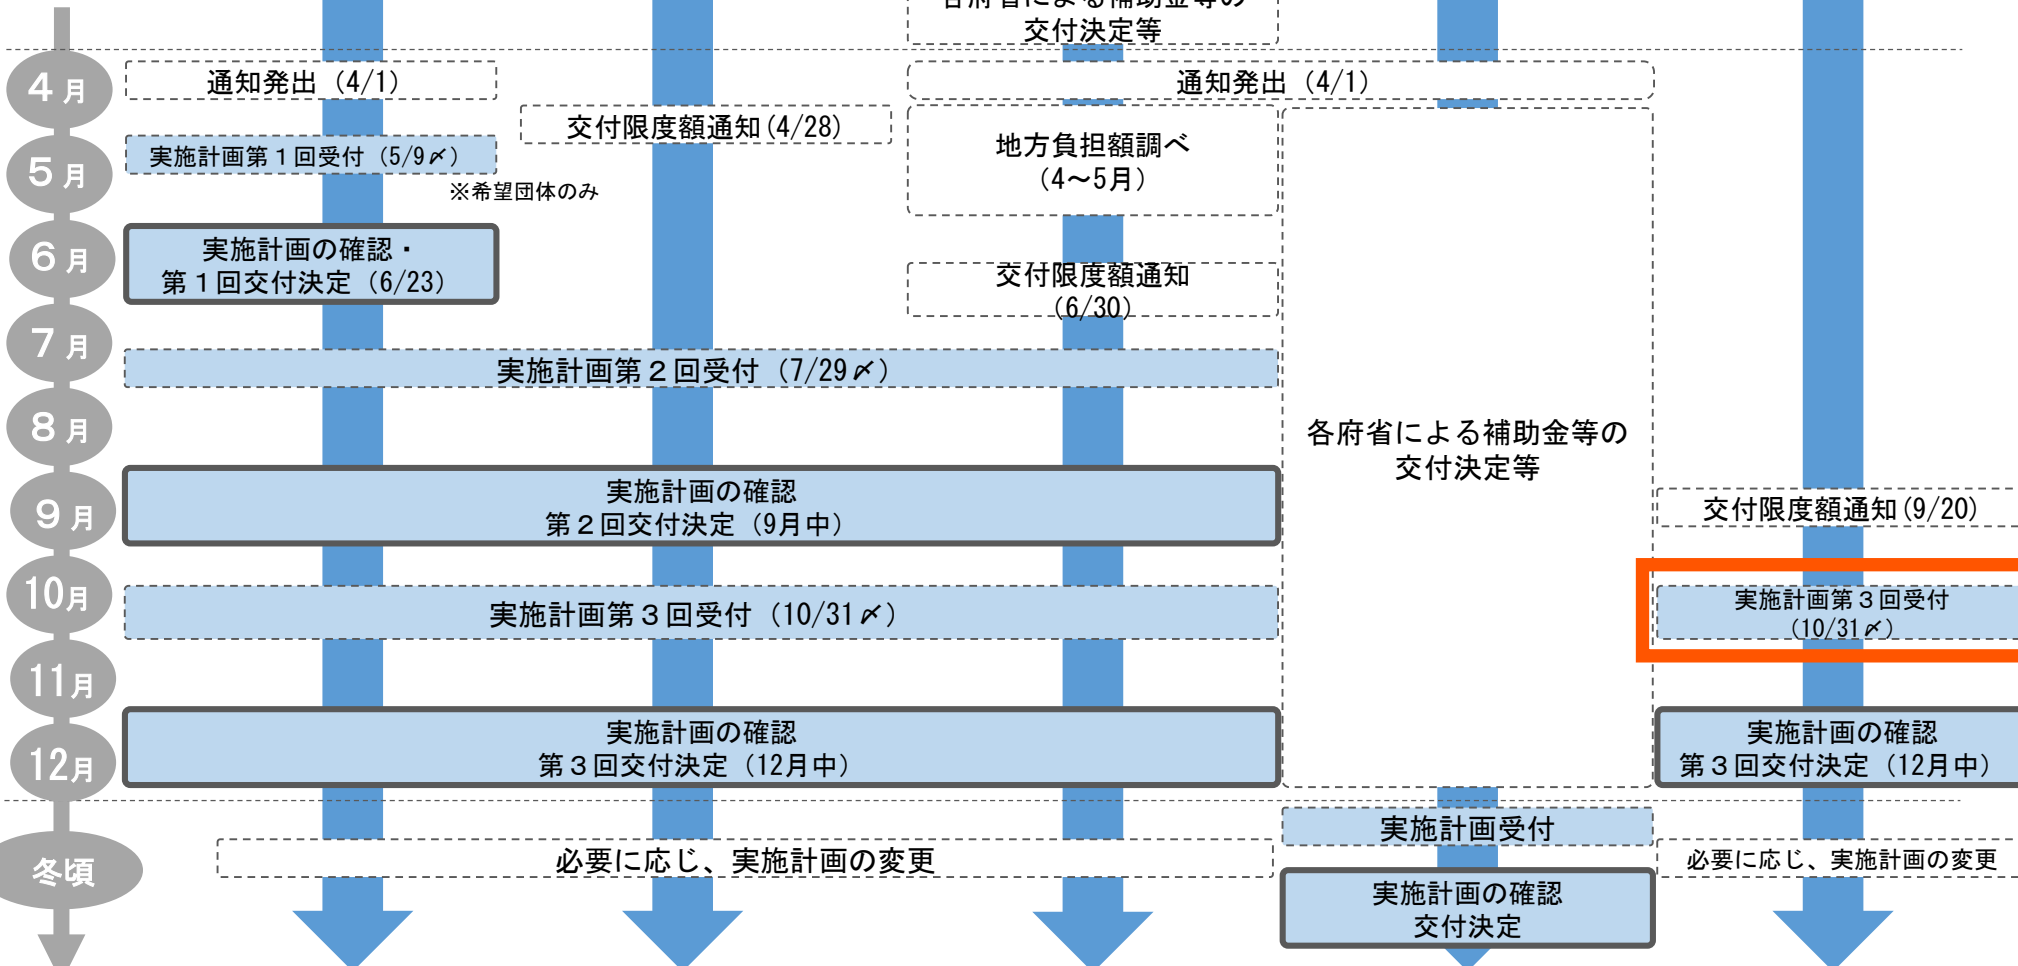 各府省による補助金等の
交付決定等
4月
通知発出（4/1）
通知発出（4/1）
交付限度額通知(4/28)
地方負担額調べ
（4～5月）
5月
実施計画第１回受付（5/9〆）
※希望団体のみ
6月
実施計画の確認・
第１回交付決定（6/23）
交付限度額通知
（6/30）
7月
実施計画第２回受付（7/29〆）
8月
各府省による補助金等の
交付決定等
9月
実施計画の確認
第２回交付決定（9月中）
交付限度額通知(9/20)
10月
実施計画第３回受付（10/31〆）
実施計画第３回受付
（10/31〆）
11月
12月
実施計画の確認
第３回交付決定（12月中）
実施計画の確認
第３回交付決定（12月中）
実施計画受付
冬頃
必要に応じ、実施計画の変更
必要に応じ、実施計画の変更
実施計画の確認
交付決定